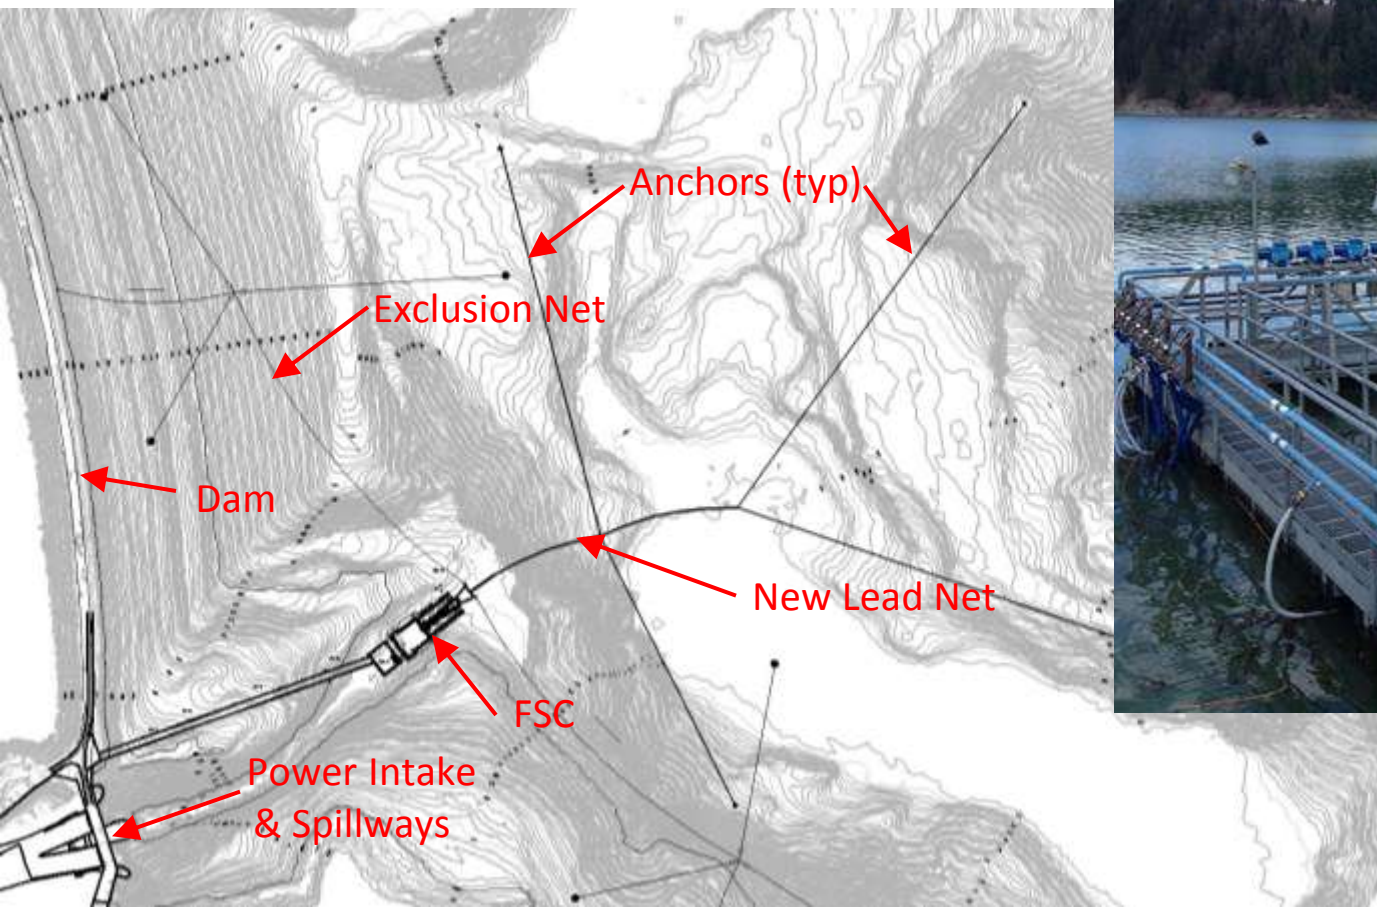 Anchors (typ)
Exclusion Net
Dam
New Lead Net
FSC
Power Intake
& Spillways